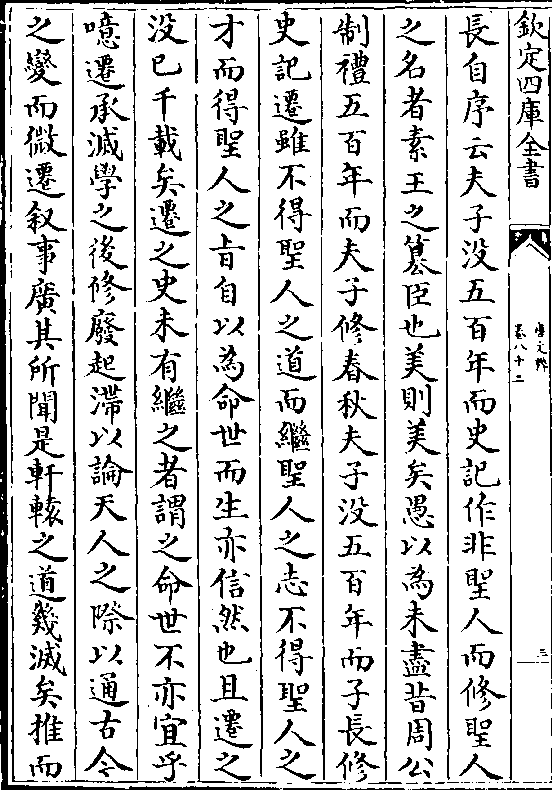 欽定四庫全書
卷八十二
三
長自序云夫子没五百年而史記作非聖人而修聖人
之名者素王之篡臣也美則美矣愚以為未盡昔周公
制禮五百年而夫子修春秋夫子没五百年而子長修
史記遷雖不得聖人之道而繼聖人之志不得聖人之
才而得聖人之旨自以為命世而生亦信然也且遷之
没已千載矣遷之史未有繼之者謂之命世不亦宜乎
噫遷承滅學之後修廢起滯以論天人之際以通古今
之變而微遷叙事廣其所聞是軒轅之道幾滅矣推而